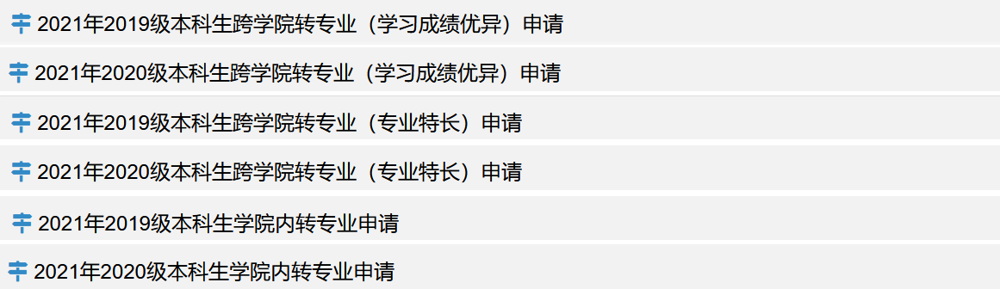 2021年2019级本科生跨学院转专业（学习成绩优异）申请
2021年2020级本科生跨学院转专业（学习成绩优异）申请
2021年2019级本科生跨学院转专业（专业特长）申请
2021年2020级本科生跨学院转专业（专业特长）申请
2021年2019级本科生学院内转专业申请
2021年2020级本科生学院内转专业申请